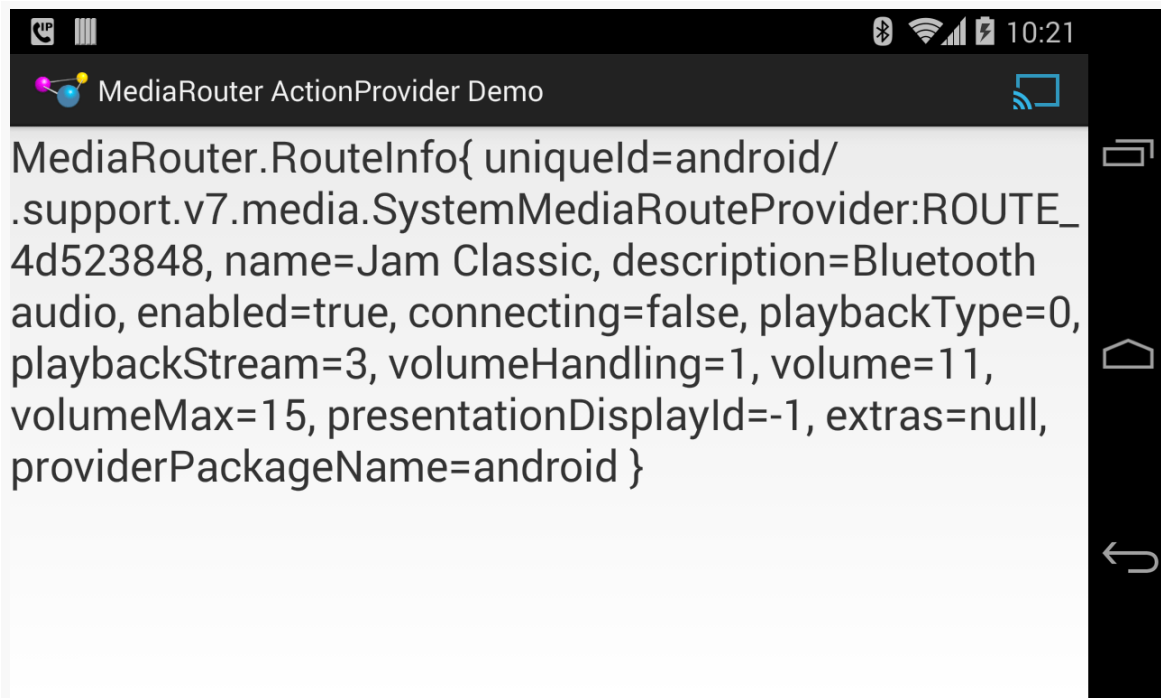 10:21
MediaRouter ActionProvider Demo
MediaRouter.RouteInfo{ uniqueId=android/
.support.v7.media.SystemMediaRouteProvider:ROUTE_
4d523848, name=Jam Classic, description=Bluetooth
audio, enabled=true, connecting=false, playbackType=0,
playbackStream=3, volumeHandling=1, volume=11,
volumeMax=15, presentationDisplayId=-1, extras=null,
providerPackageName=android }